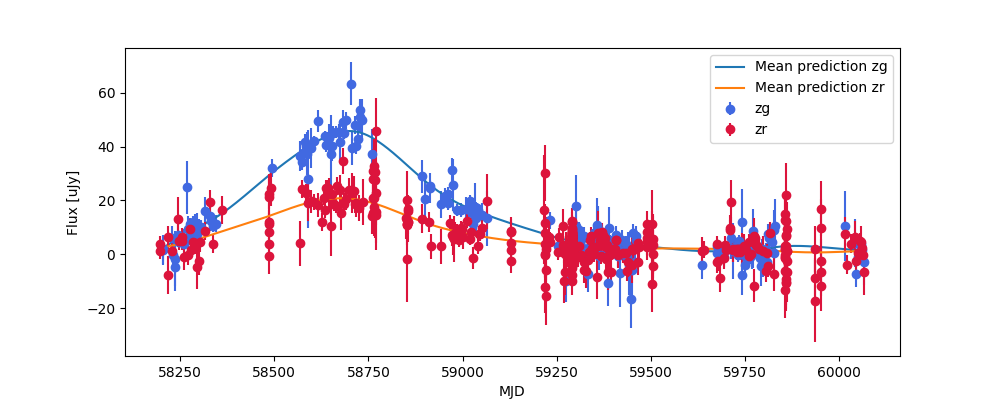 Mean prediction zg
Mean prediction zr
zg
zr
Flux [uJy]
60
40
20
0
−20
58250 58500 58750 59000 59250 59500 59750 60000
MJD